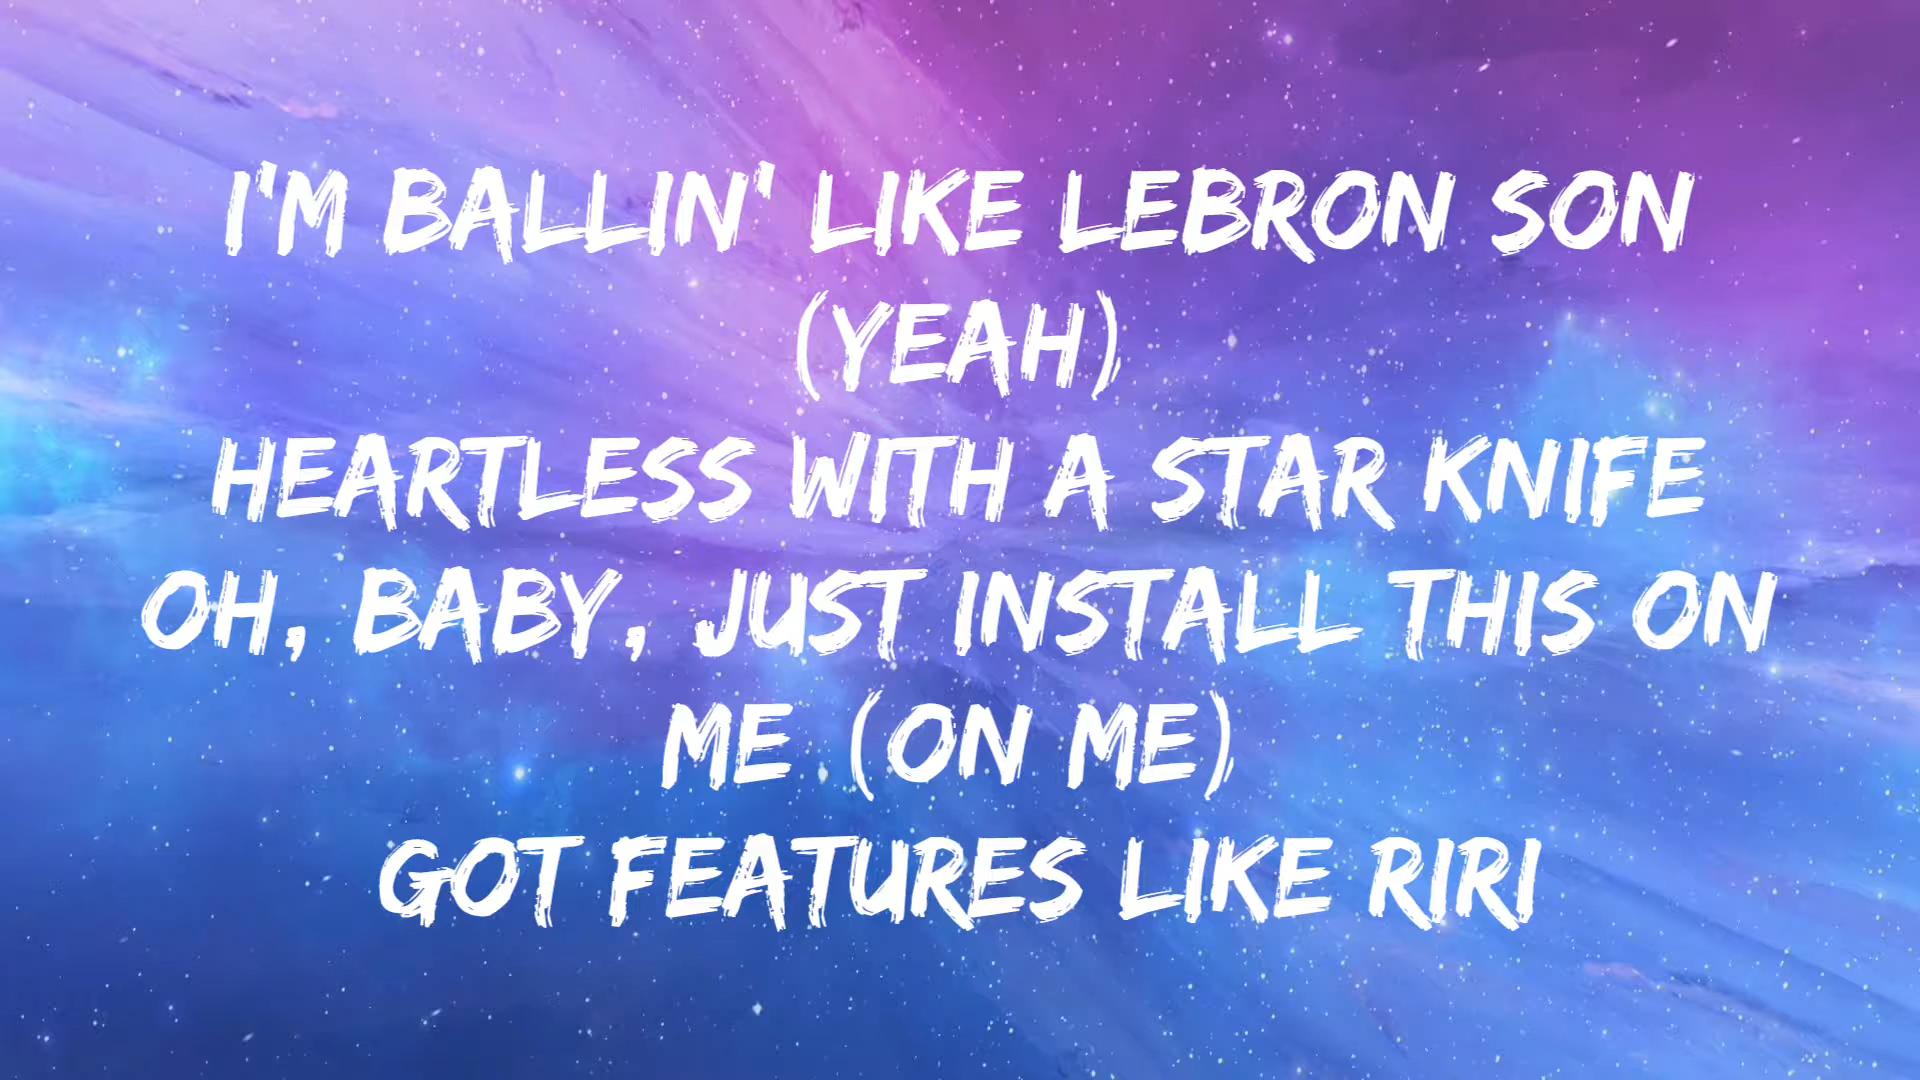 I'M BALLIN' LIKE LEBRON SON
(YEAH)
HEARTLESS WITH A STAR KNIFE
OH, BABY, JUST INSTALL THIS ON
ME (ON ME)
GOT FEATURES LIKE RIRI